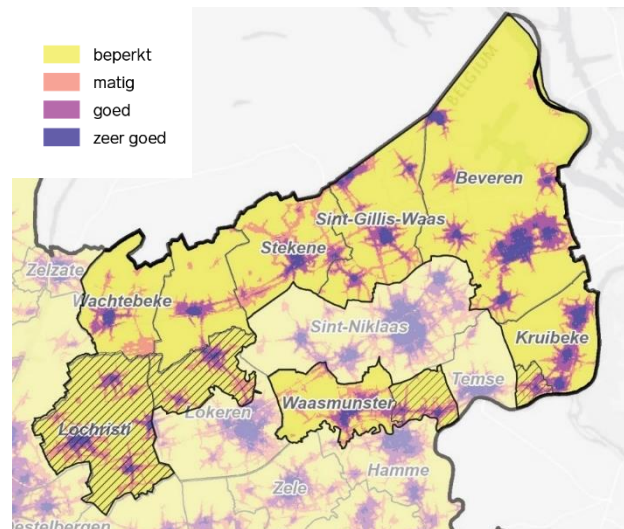 beperkt
matig
goed
zeer goed
BELGIUM
Beveren
Sint-Gillis-Waas
Stekene
Zelzate
Wachtebeke
Sint-Niklaas
Kruibeke
Temse
Waasmunster
Lokeren
Lochristi
Hamme
Zele
estelbergen